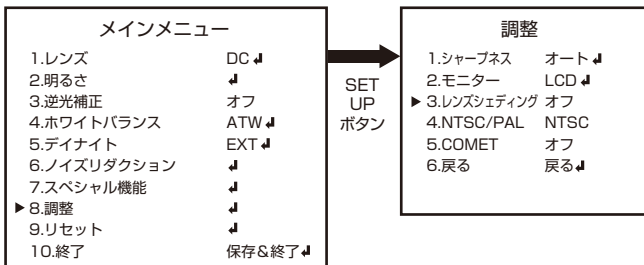 メインメニュー
1.レンズ DC↲
2.明るさ ↲
3.逆光補正 オフ
4.ホワイトバランス ATW↲
5.デイナイト EXT↲
6.ノイズリダクション ↲
7.スペシャル機能 ↲
▶8.調整 ↲
9.リセット ↲
10.終了 保存&終了↲
SET
UP
ボタン
調整
1.シャープネス オート↲
2.モニター LCD↲
▶3.レンズシェディング オフ
4.NTSC/PAL NTSC
5.COMET オフ
6.戻る 戻る↲